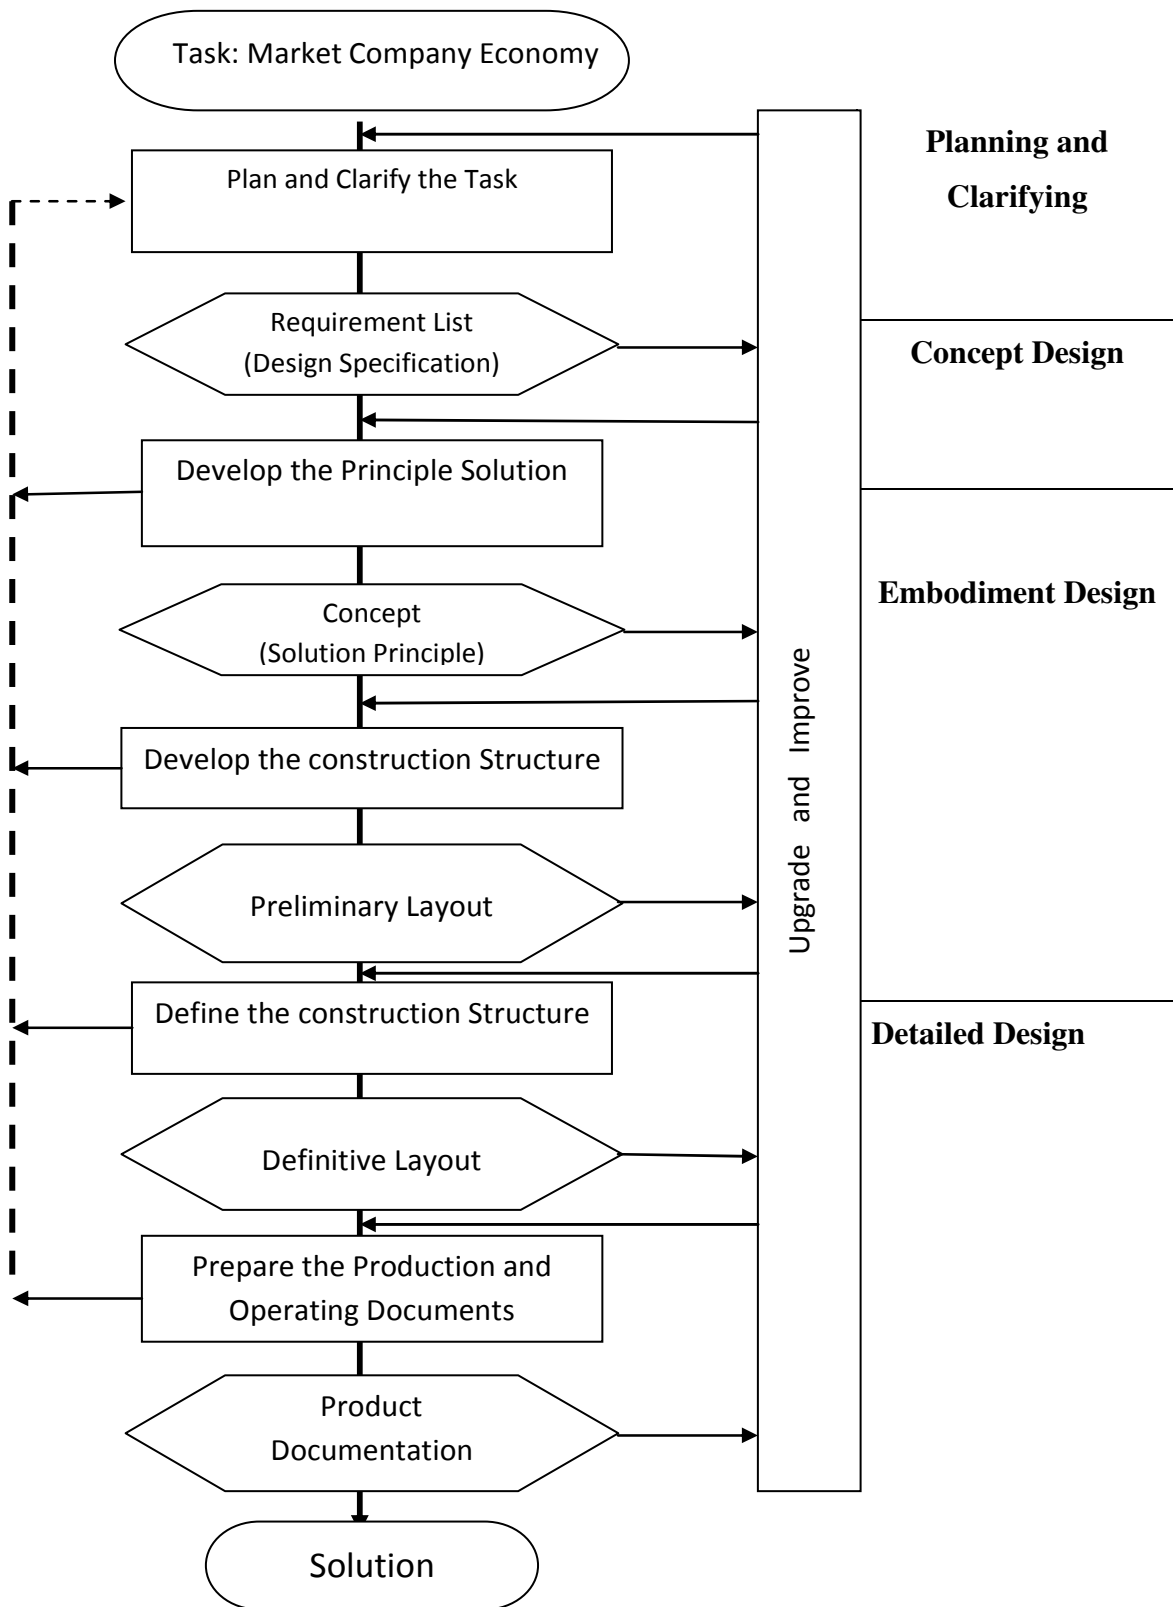 Task: Market Company Economy
Planning and
Clarifying
Plan and Clarify the Task
Requirement List
(Design Specification)
Concept Design
Develop the Principle Solution
Embodiment Design
Concept
(Solution Principle)
Upgrade and Improve
Develop the construction Structure
Preliminary Layout
Define the construction Structure
Detailed Design
Definitive Layout
Prepare the Production and
Operating Documents
Product
Documentation
Solution